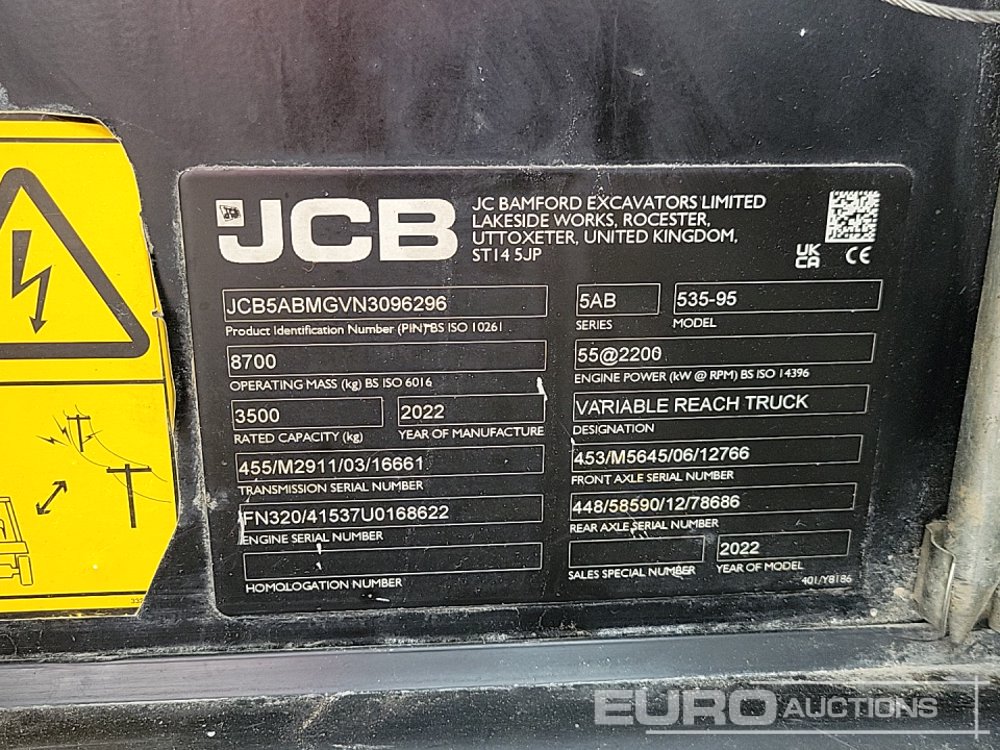 JCB
JC BAMFORD EXCAVATORS LIMITED
LAKESIDE WORKS, ROCESTER,
UTTOXETER, UNITED KINGDOM,
ST14 5JP
UK
CA CE
JCB5ABMGVN3096296
Product Identification Number (PIN) BS ISO 10261
5AB
SERIES
535-95
MODEL
8700
OPERATING MASS (kg) BS ISO 6016
55@2200
ENGINE POWER (kW @ RPM) BS ISO 14396
3500
RATED CAPACITY (kg)
2022
YEAR OF MANUFACTURE
VARIABLE REACH TRUCK
DESIGNATION
455/M2911/03/16661
TRANSMISSION SERIAL NUMBER
453/M5645/06/12766
FRONT AXLE SERIAL NUMBER
FN320/41537U0168622
ENGINE SERIAL NUMBER
448/58590/12/78686
REAR AXLE SERIAL NUMBER
HOMOLOGATION NUMBER
SALES SPECIAL NUMBER
2022
YEAR OF MODEL
401/Y8186
EURO AUCTIONS